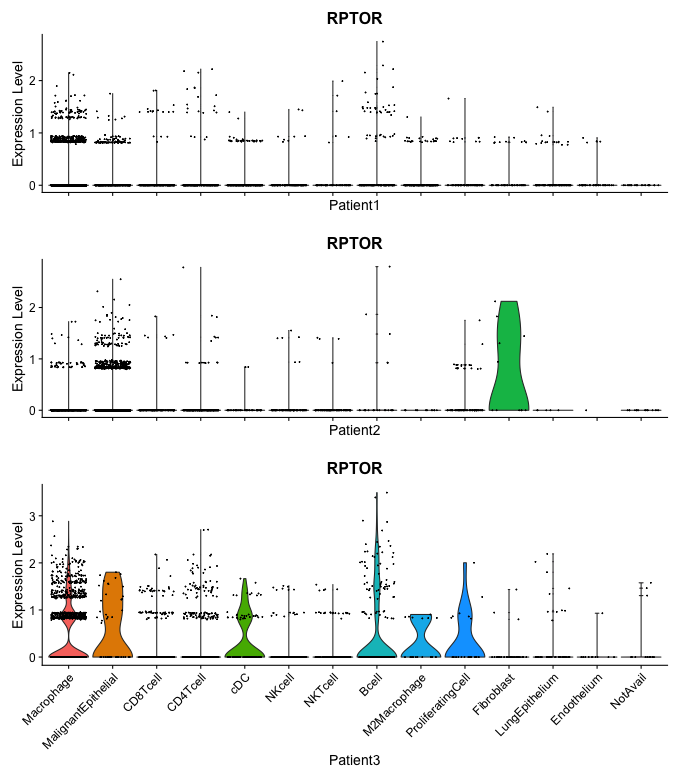 RPTOR
Expression Level
2
1
0
Patient1
RPTOR
Expression Level
2
1
0
Patient2
RPTOR
Expression Level
3
2
1
0
Macrophage
MalignantEpithelial
CD8Tcell
CD4Tcell
cDC
NKcell
NKTcell
Bcell
M2Macrophage
ProliferatingCell
Fibroblast
LungEpithelium
Endothelium
NotAvail
Patient3